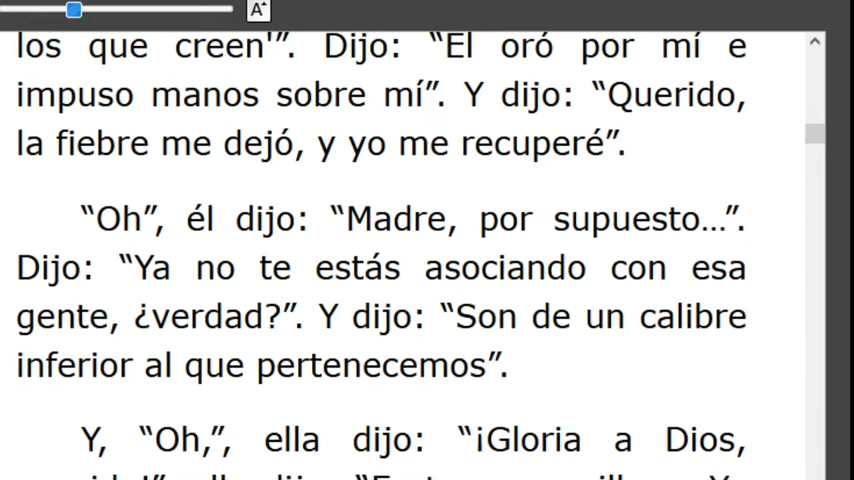 A
los que creen'”. Dijo: “Él oró por mí e
impuso manos sobre mí”. Y dijo: “Querido,
la fiebre me dejó, y yo me recuperé”.
“Oh”, él dijo: “Madre, por supuesto…”.
Dijo: “Ya no te estás asociando con esa
gente, ¿verdad?”. Y dijo: “Son de un calibre
inferior al que pertenecemos”.
Y, “Oh,”, ella dijo: “¡Gloria a Dios,